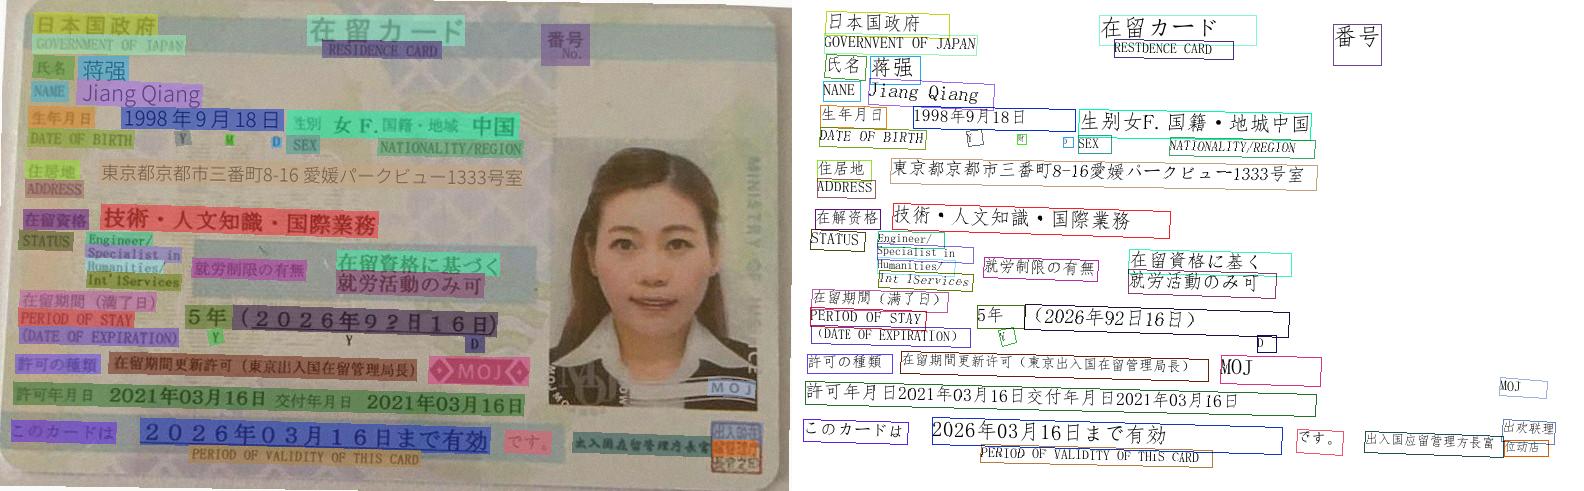 日本国政府 在留カード 番号
GOVERNMENT OF JAPAN RESIDENCE CARD No.
氏名 蒋强
NAME Jiang Qiang
生年月日 1998年9月18日 性別 女 F. 国籍・地域 中国
DATE OF BIRTH Y M D SEX NATIONALITY/REGION
住居地 東京都京都市三番町8-16 愛媛パークビュー1333号室
ADDRESS
在留資格 技術・人文知識・国際業務
STATUS Engineer/
Specialist in
Humanities/
Int'lServices
就労制限の有無 在留資格に基づく
就労活動のみ可
在留期間(満了日)
PERIOD OF STAY 5年(2026年92月16日)
(DATE OF EXPIRATION) Y Y D
許可の種類 在留期間更新許可(東京出入国在留管理局長) MOJ
MOJ
許可年月日 2021年03月16日 交付年月日 2021年03月16日
このカードは 2026年03月16日まで有効 です。 出入国在留管理庁長官
PERIOD OF VALIDITY OF THIS CARD
日本国政府 在留カード 番号
GOVERNVENT OF JAPAN RESTDENCE CARD
氏名 蒋强
NANE Jiang Qiang
生年月日 1998年9月18日 生别女F.国籍・地城中国
DATE OF BIRTH SEX NATIONALITY/REGION
住居地 東京都京都市三番町8-16愛媛パークビュー1333号室
ADDRESS
在解资格 技術・人文知識・国際業務
STATUS Engineer/
Specialist in
Humanities/
Int lServices
就労制限の有無 在留資格に基く
就労活動のみ可
在留期間(満了日)
PERIOD OF STAY 5年 (2026年92日16日)
(DATE OF EXPIRATION) D
許可の種類 在留期間更新许可(東京出入国在留管理局長) MOJ
MOJ
許可年月日2021年03月16日交付年月日2021年03月16日
このカードは 2026年03月16日まで有効 です。 出入国应留管理方長富 出欢联理
位动店
PERIOD OF VALIDITY OF THiS CARD